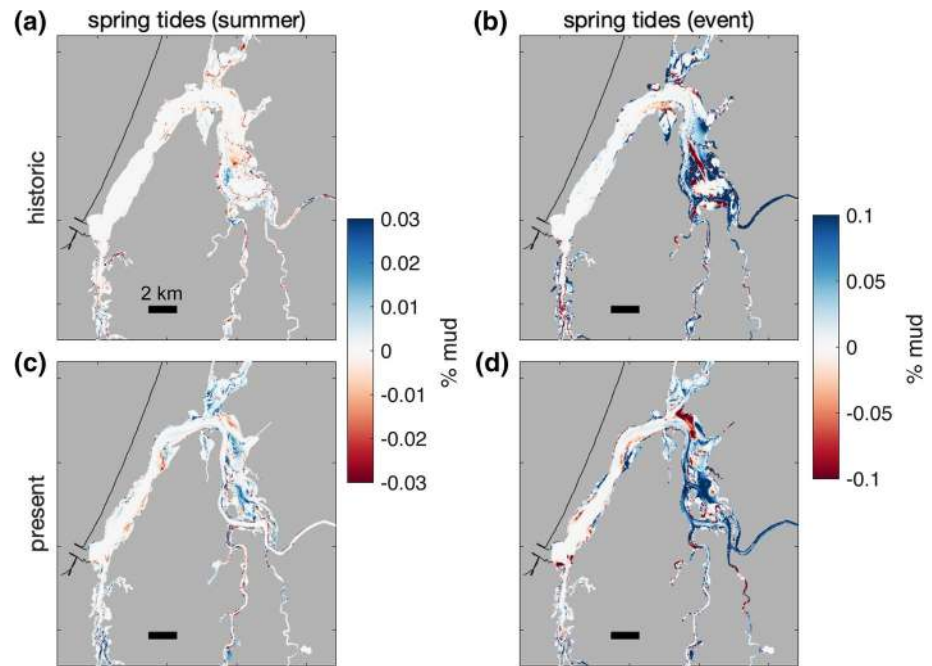 (a) spring tides (summer)
(b) spring tides (event)
historic
2 km
0.03
0.02
0.01
0
-0.01
-0.02
-0.03
% mud
0.1
0.05
0
-0.05
-0.1
% mud
(c)
(d)
present